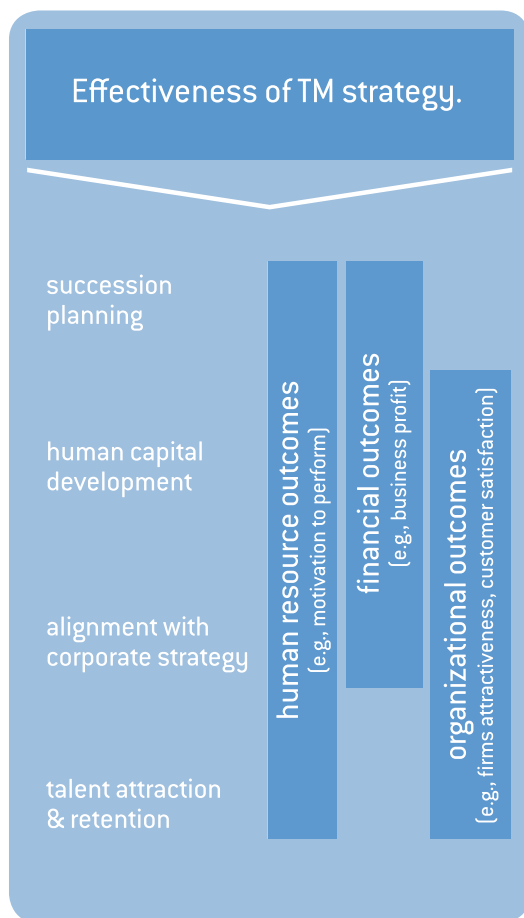 Effectiveness of TM strategy.
succession
planning
human capital
development
alignment with
corporate strategy
talent attraction
& retention
human resource outcomes
(e.g., motivation to perform)
financial outcomes
(e.g., business profit)
organizational outcomes
(e.g., firms attractiveness, customer satisfaction)